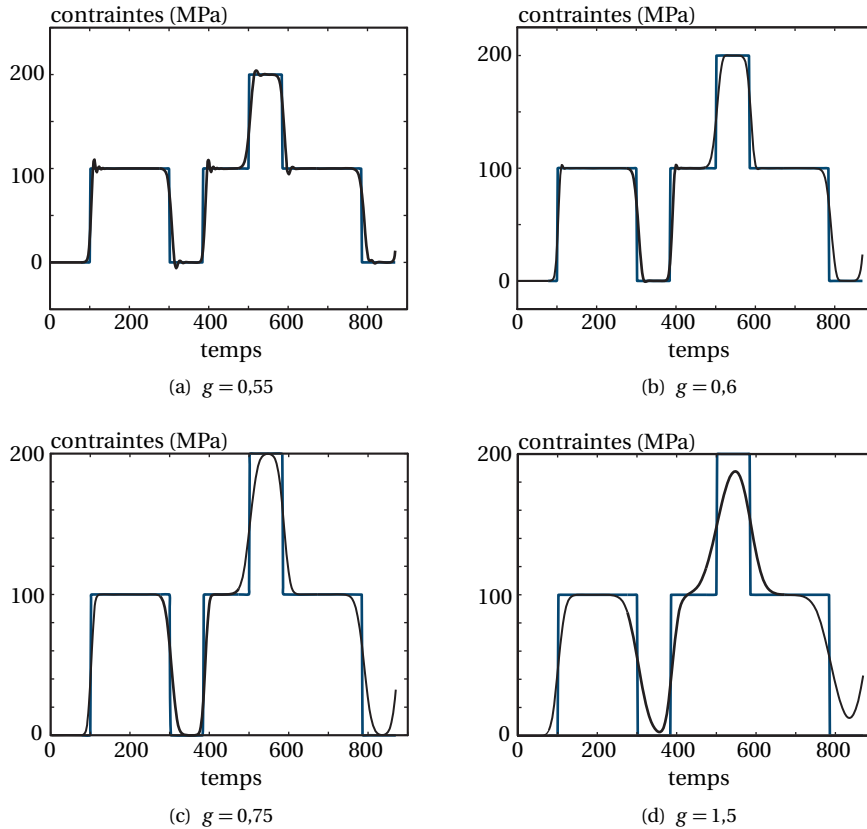 contraintes (MPa)
200
100
0
0 200 400 600 800
temps
(a) g = 0,55
contraintes (MPa)
200
100
0
0 200 400 600 800
temps
(b) g = 0,6
contraintes (MPa)
200
100
0
0 200 400 600 800
temps
(c) g = 0,75
contraintes (MPa)
200
100
0
0 200 400 600 800
temps
(d) g = 1,5